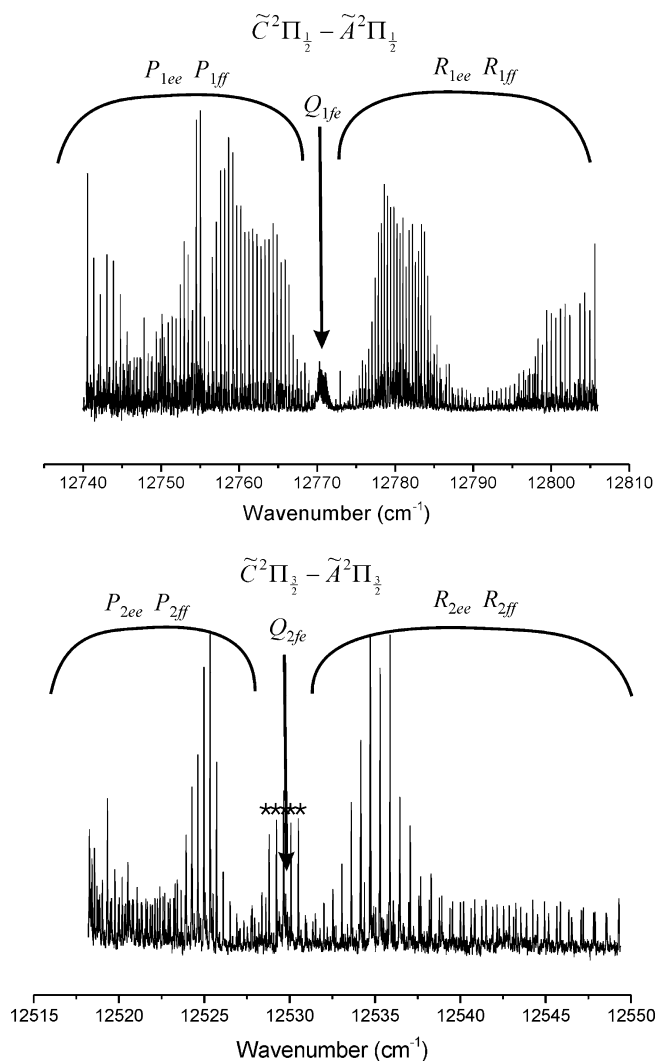 C̃²Π₁⁄₂ – Ã²Π₁⁄₂
P₁ee P₁ff
Q₁fe
R₁ee R₁ff
12740 12750 12760 12770 12780 12790 12800 12810
Wavenumber (cm⁻¹)
C̃²Π₃⁄₂ – Ã²Π₃⁄₂
P₂ee P₂ff
Q₂fe
R₂ee R₂ff
****
12515 12520 12525 12530 12535 12540 12545 12550
Wavenumber (cm⁻¹)